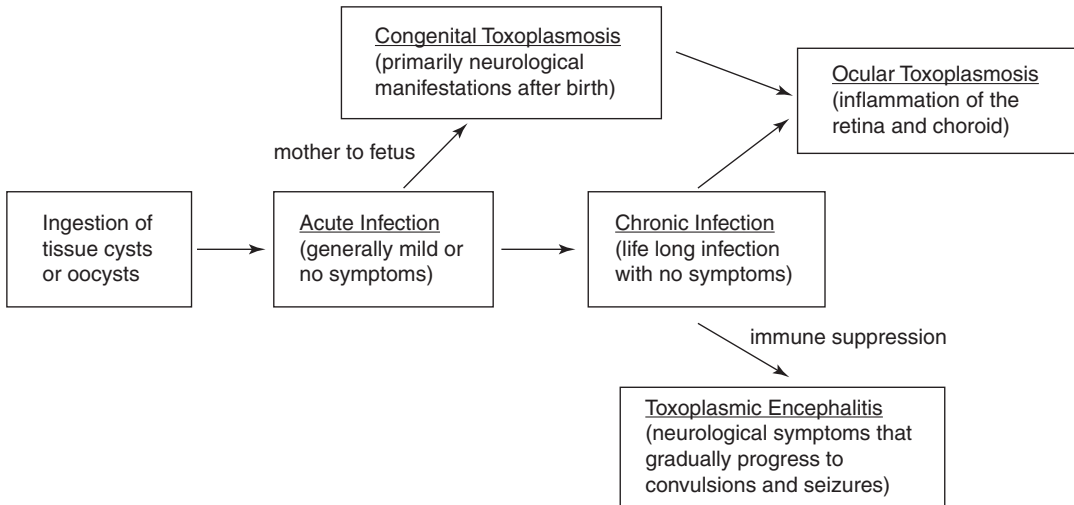 Congenital Toxoplasmosis
(primarily neurological
manifestations after birth)
Ocular Toxoplasmosis
(inflammation of the
retina and choroid)
mother to fetus
Ingestion of
tissue cysts
or oocysts
Acute Infection
(generally mild or
no symptoms)
Chronic Infection
(life long infection
with no symptoms)
immune suppression
Toxoplasmic Encephalitis
(neurological symptoms that
gradually progress to
convulsions and seizures)